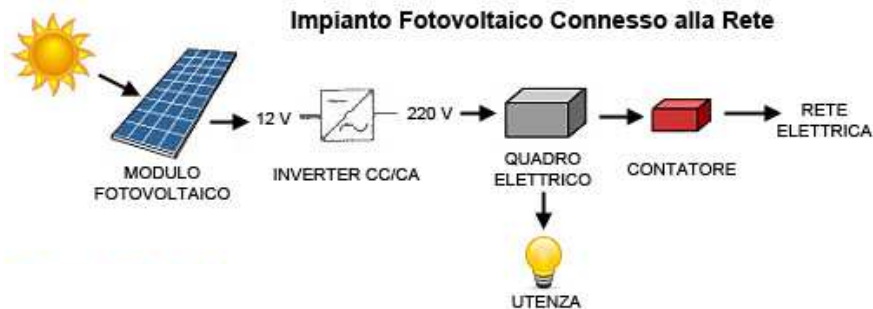 Impianto Fotovoltaico Connesso alla Rete
12 V
220 V
RETE
ELETTRICA
MODULO
FOTOVOLTAICO
INVERTER CC/CA
QUADRO
ELETTRICO
CONTATORE
UTENZA